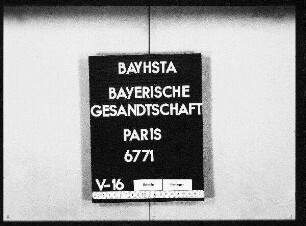 BAYHSTA
BAYERISCHE
GESANDTSCHAFT
PARIS
6771
V-16